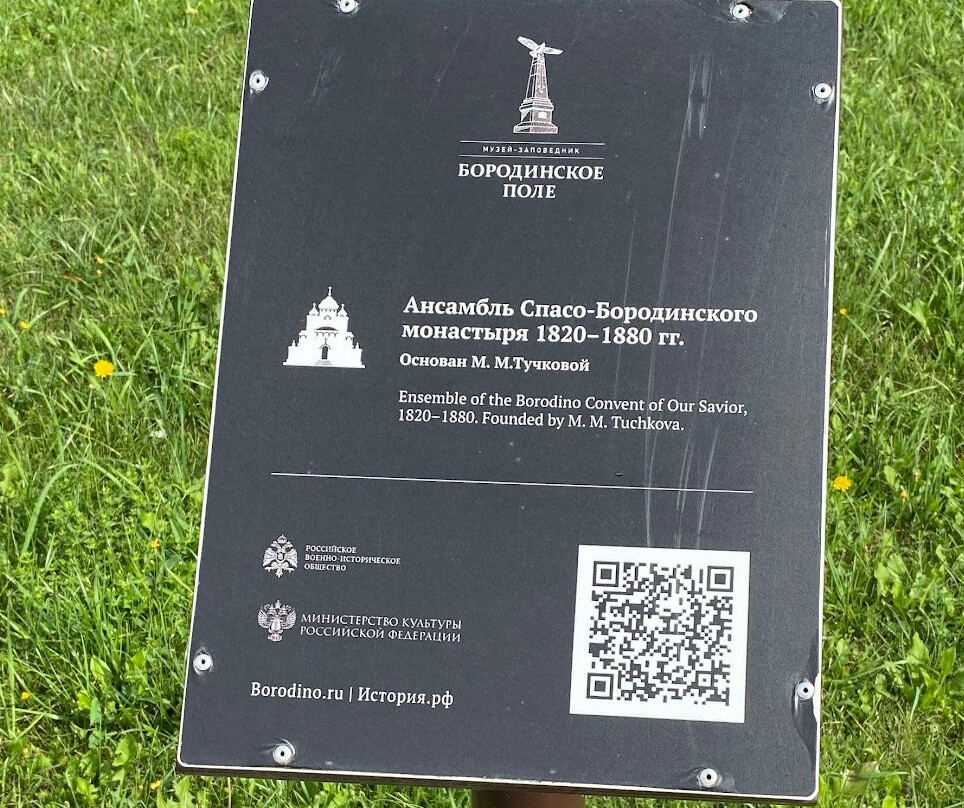 МУЗЕЙ-ЗАПОВЕДНИК
БОРОДИНСКОЕ
ПОЛЕ
Ансамбль Спасо-Бородинского
монастыря 1820–1880 гг.
Основан М. М.Тучковой
Ensemble of the Borodino Convent of Our Savior,
1820–1880. Founded by M. M. Tuchkova.
РОССИЙСКОЕ
ВОЕННО-ИСТОРИЧЕСКОЕ
ОБЩЕСТВО
МИНИСТЕРСТВО КУЛЬТУРЫ
РОССИЙСКОЙ ФЕДЕРАЦИИ
Borodino.ru | История.рф